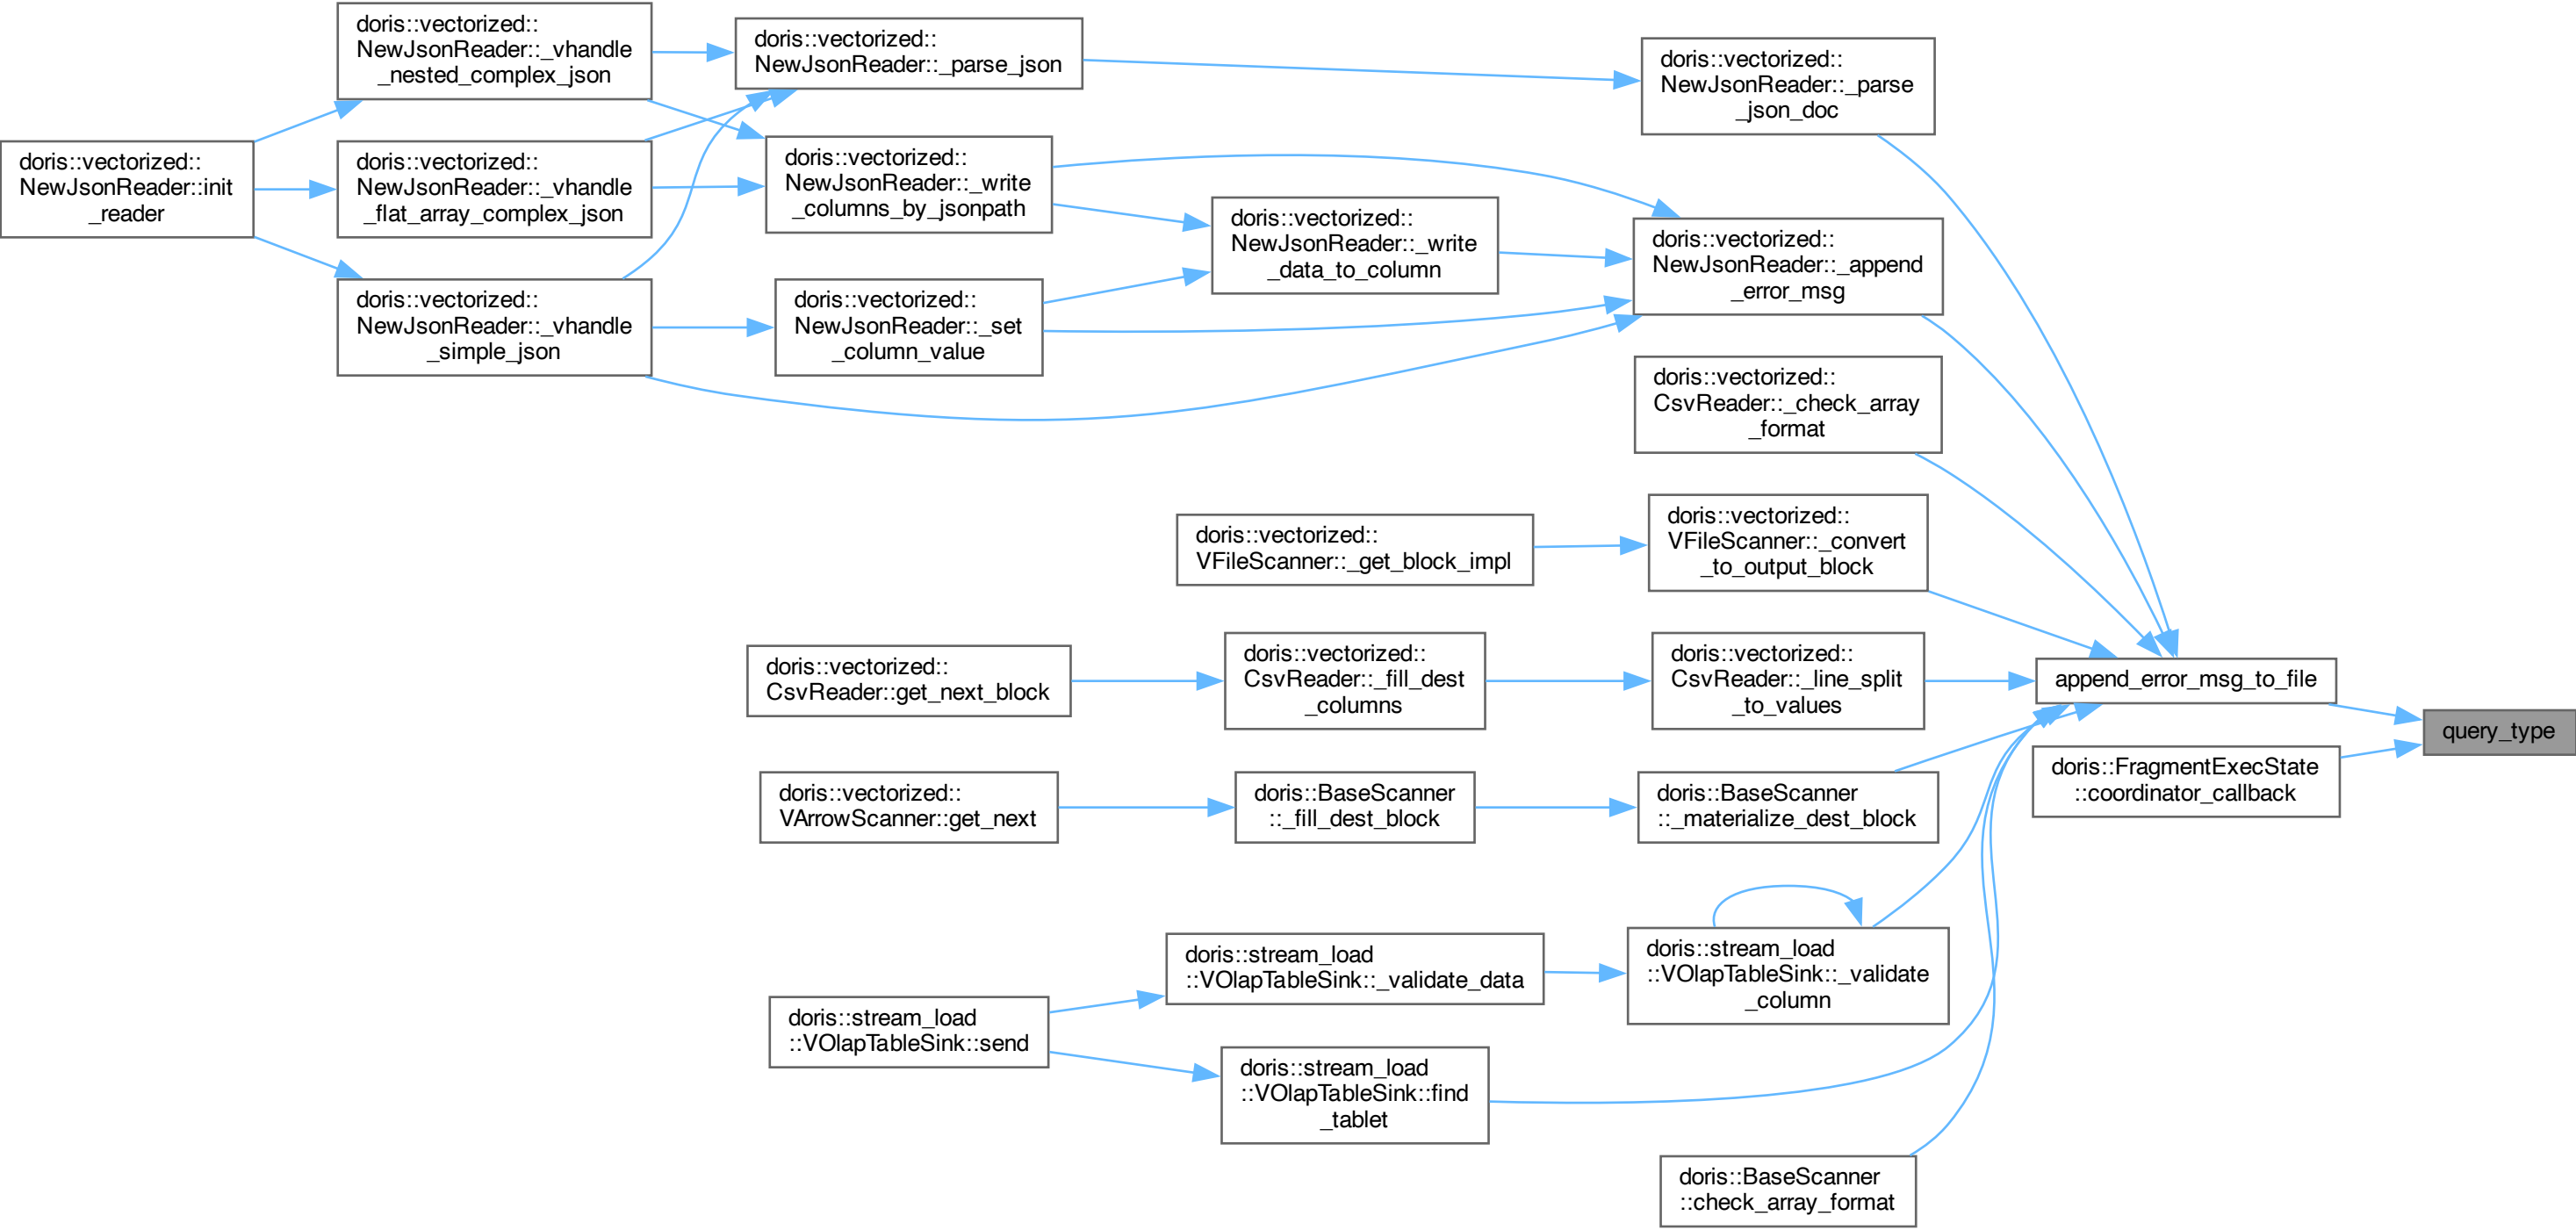 doris::vectorized::
NewJsonReader::_vhandle
_nested_complex_json
doris::vectorized::
NewJsonReader::_parse_json
doris::vectorized::
NewJsonReader::_parse
_json_doc
doris::vectorized::
NewJsonReader::init
_reader
doris::vectorized::
NewJsonReader::_vhandle
_flat_array_complex_json
doris::vectorized::
NewJsonReader::_write
_columns_by_jsonpath
doris::vectorized::
NewJsonReader::_write
_data_to_column
doris::vectorized::
NewJsonReader::_append
_error_msg
doris::vectorized::
NewJsonReader::_vhandle
_simple_json
doris::vectorized::
NewJsonReader::_set
_column_value
doris::vectorized::
CsvReader::_check_array
_format
doris::vectorized::
VFileScanner::_get_block_impl
doris::vectorized::
VFileScanner::_convert
_to_output_block
doris::vectorized::
CsvReader::get_next_block
doris::vectorized::
CsvReader::_fill_dest
_columns
doris::vectorized::
CsvReader::_line_split
_to_values
append_error_msg_to_file
query_type
doris::FragmentExecState
::coordinator_callback
doris::vectorized::
VArrowScanner::get_next
doris::BaseScanner
::_fill_dest_block
doris::BaseScanner
::_materialize_dest_block
doris::stream_load
::VOlapTableSink::_validate_data
doris::stream_load
::VOlapTableSink::_validate
_column
doris::stream_load
::VOlapTableSink::send
doris::stream_load
::VOlapTableSink::find
_tablet
doris::BaseScanner
::check_array_format